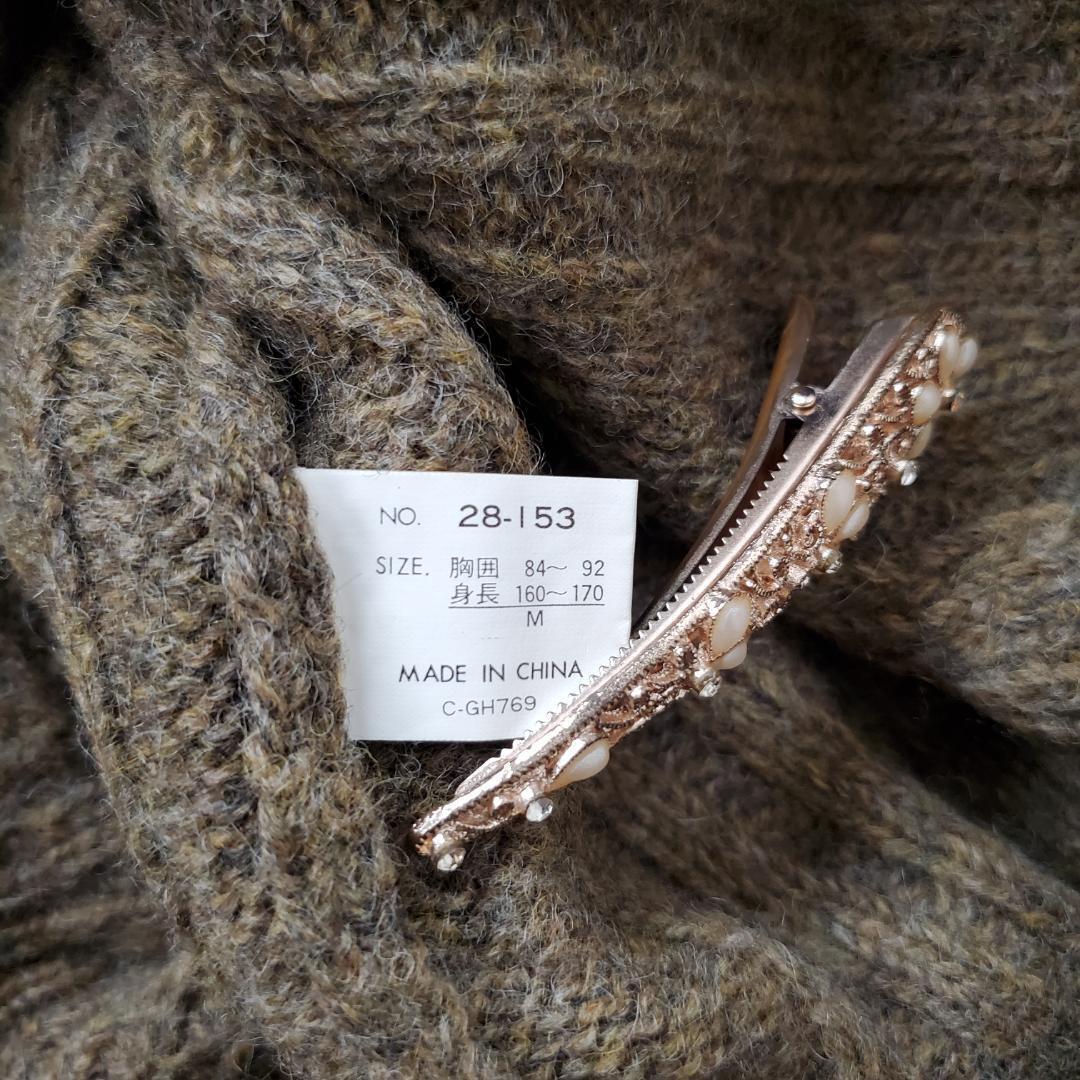 NO. 28-153
SIZE. 胸囲 84～ 92
身長 160～170
M
MADE IN CHINA
C-GH769